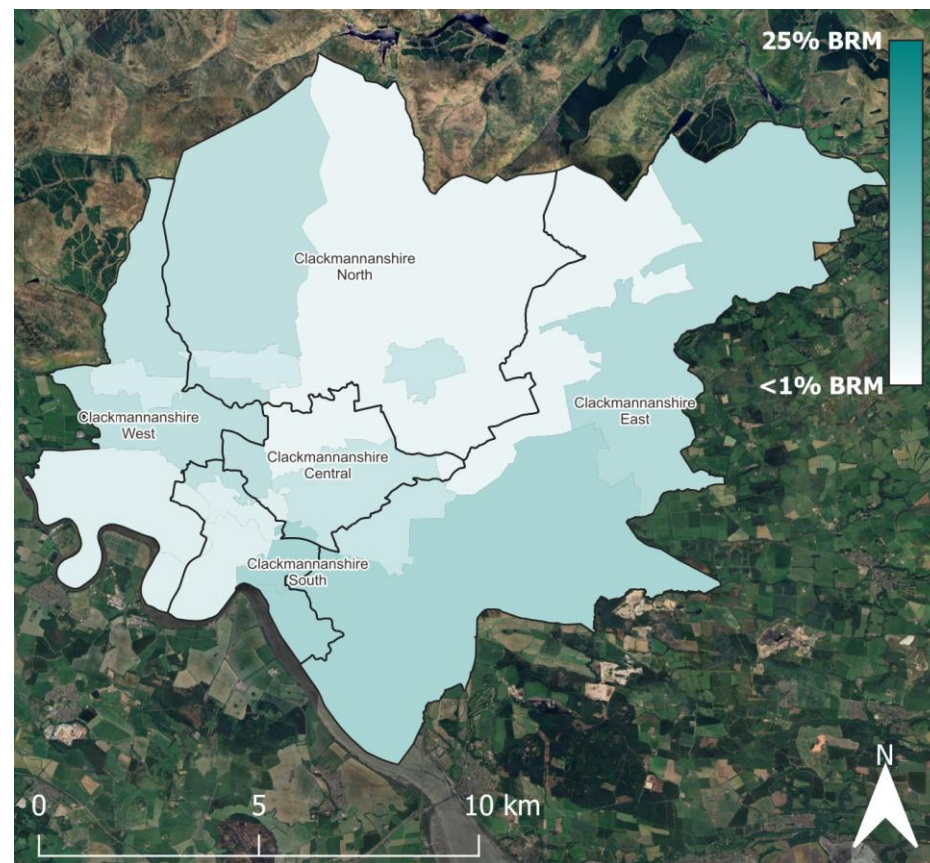 25% BRM
Clackmannanshire
North
<1% BRM
Clackmannanshire
East
Clackmannanshire
West
Clackmannanshire
Central
Clackmannanshire
South
N
0 5 10 km